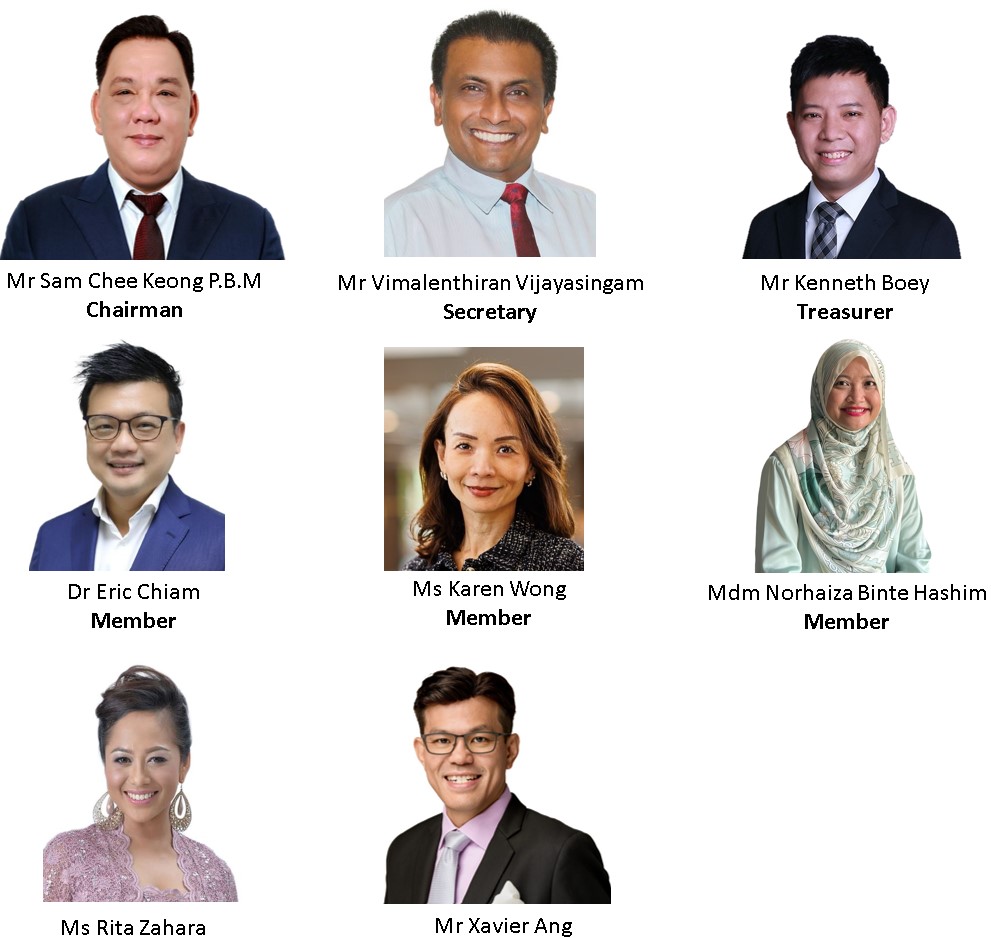 Mr Sam Chee Keong P.B.M
Chairman
Mr Vimalenthiran Vijayasingam
Secretary
Mr Kenneth Boey
Treasurer
Dr Eric Chiam
Member
Ms Karen Wong
Member
Mdm Norhaiza Binte Hashim
Member
Ms Rita Zahara
Mr Xavier Ang